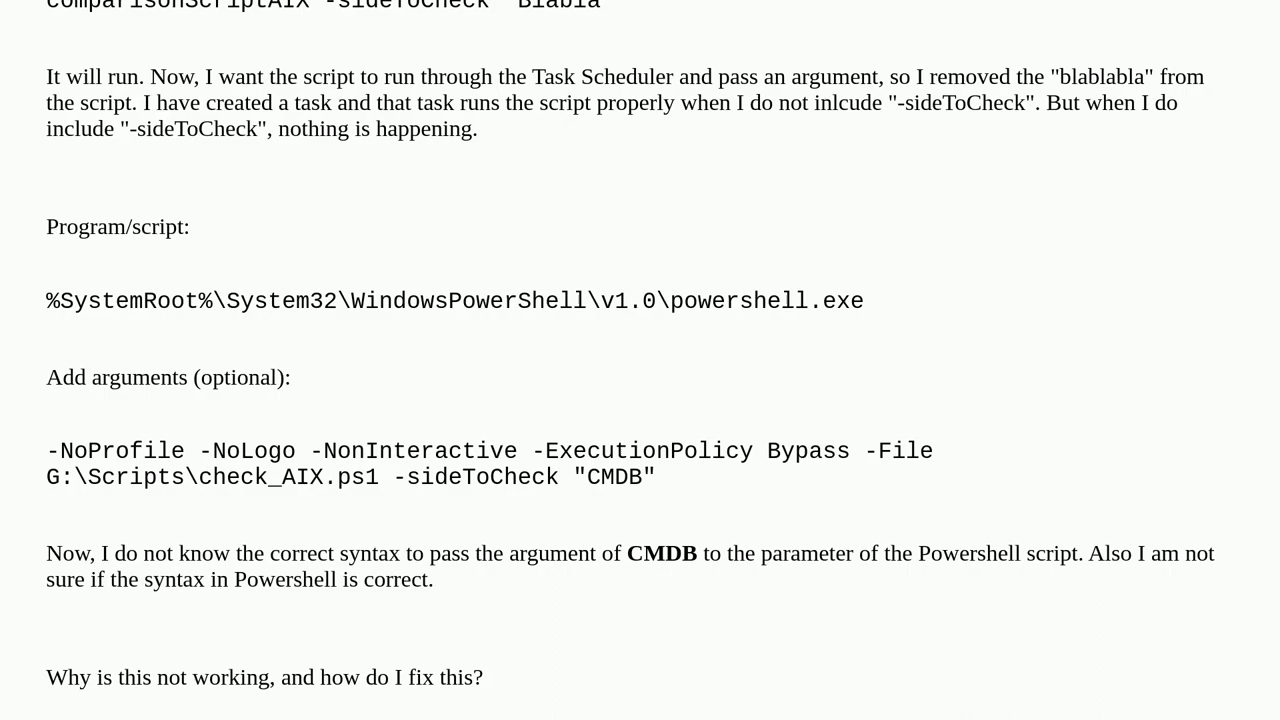 comparisonScriptAIX -sideToCheck "Blabla"
It will run. Now, I want the script to run through the Task Scheduler and pass an argument, so I removed the "blablabla" from
the script. I have created a task and that task runs the script properly when I do not inlcude "-sideToCheck". But when I do
include "-sideToCheck", nothing is happening.
Program/script:
%SystemRoot%\System32\WindowsPowerShell\v1.0\powershell.exe
Add arguments (optional):
-NoProfile -NoLogo -NonInteractive -ExecutionPolicy Bypass -File
G:\Scripts\check_AIX.ps1 -sideToCheck "CMDB"
Now, I do not know the correct syntax to pass the argument of CMDB to the parameter of the Powershell script. Also I am not
sure if the syntax in Powershell is correct.
Why is this not working, and how do I fix this?